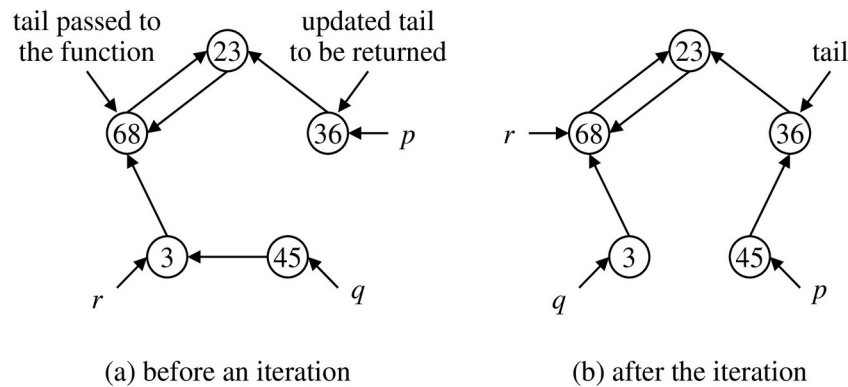 tail passed to
the function
23
updated tail
to be returned
68
36
p
3
45
r
q
(a) before an iteration
23
tail
r
68
36
3
45
q
p
(b) after the iteration